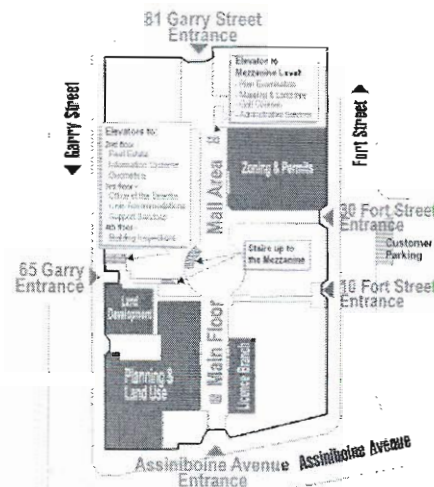 81 Garry Street
Entrance
Elevator to
Mezzanine Level:
- Plan Examination
- Mapping & Land Info
- Civic Centres
- Administrative Services
Garry Street
Fort Street
Elevators to:
2nd floor -
Real Estate
Information Systems
Geomatics
3rd floor -
Office of the Director
Civic Accommodations
Support Services
4th floor -
Building Inspections
Mall Area
Zoning & Permits
30 Fort Street
Entrance
Customer
Parking
Stairs up to
the Mezzanine
65 Garry
Entrance
10 Fort Street
Entrance
Land
Development
Planning &
Land Use
Main Floor
Licence Branch
Assiniboine Avenue
Entrance
Assiniboine Avenue